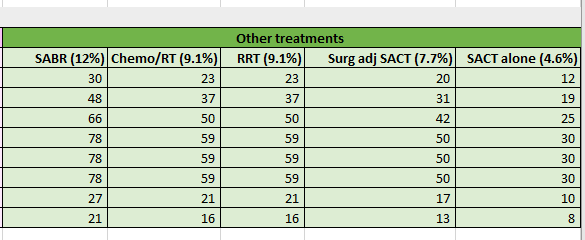 Other treatments
SABR (12%) Chemo/RT (9.1%) RRT (9.1%) Surg adj SACT (7.7%) SACT alone (4.6%)
30 23 23 20 12
48 37 37 31 19
66 50 50 42 25
78 59 59 50 30
78 59 59 50 30
78 59 59 50 30
27 21 21 17 10
21 16 16 13 8